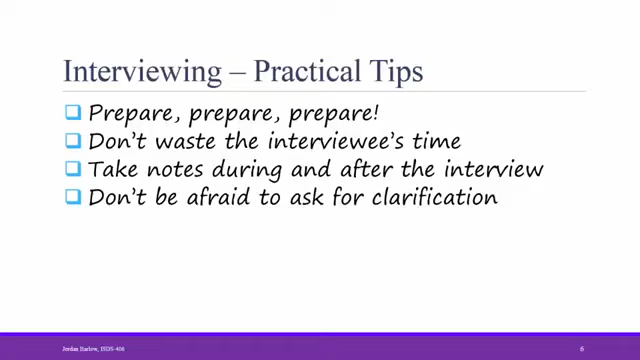 Interviewing – Practical Tips
Prepare, prepare, prepare!
Don't waste the interviewee's time
Take notes during and after the interview
Don't be afraid to ask for clarification
Jordan Barlow, ISDS-406
6